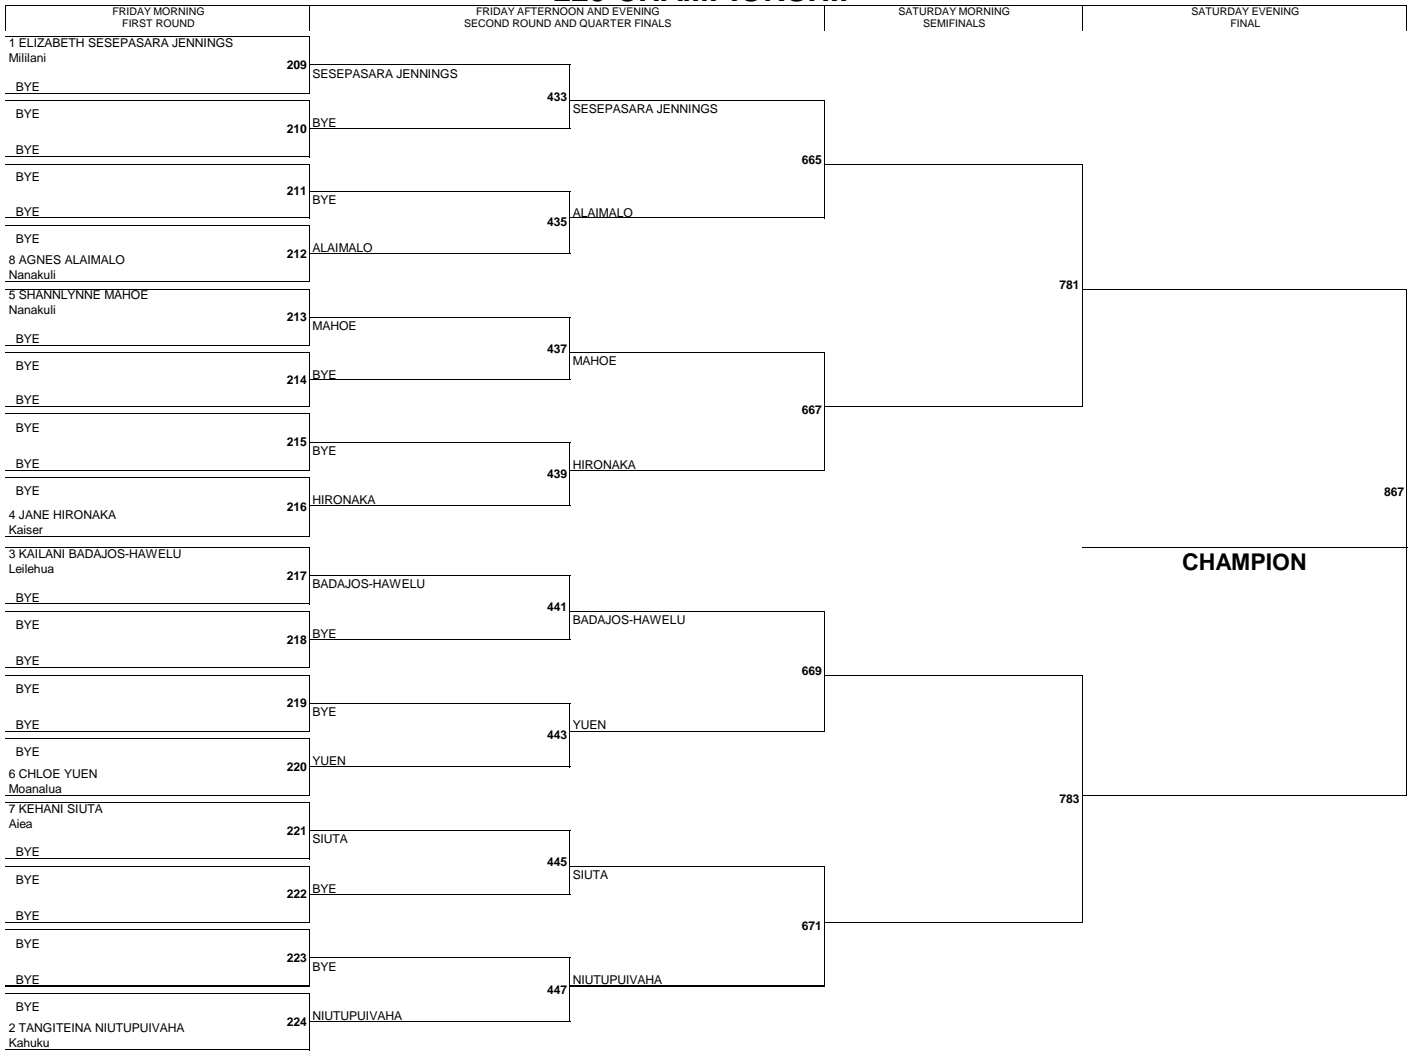 FRIDAY MORNING
FIRST ROUND
FRIDAY AFTERNOON AND EVENING
SECOND ROUND AND QUARTER FINALS
SATURDAY MORNING
SEMIFINALS
SATURDAY EVENING
FINAL
1 ELIZABETH SESEPASARA JENNINGS
Mililani
209
BYE
BYE
210
BYE
BYE
211
BYE
BYE
212
8 AGNES ALAIMALO
Nanakuli
5 SHANNLYNNE MAHOE
Nanakuli
213
BYE
BYE
214
BYE
BYE
215
BYE
BYE
216
4 JANE HIRONAKA
Kaiser
3 KAILANI BADAJOS-HAWELU
Leilehua
217
BYE
BYE
218
BYE
BYE
219
BYE
BYE
220
6 CHLOE YUEN
Moanalua
7 KEHANI SIUTA
Aiea
221
BYE
BYE
222
BYE
BYE
223
BYE
BYE
224
2 TANGITEINA NIUTUPUIVAHA
Kahuku
SESEPASARA JENNINGS
433
BYE
BYE
435
ALAIMALO
MAHOE
437
BYE
BYE
439
HIRONAKA
BADAJOS-HAWELU
441
BYE
BYE
443
YUEN
SIUTA
445
BYE
BYE
447
NIUTUPUIVAHA
SESEPASARA JENNINGS
665
ALAIMALO
MAHOE
667
HIRONAKA
BADAJOS-HAWELU
669
YUEN
SIUTA
671
NIUTUPUIVAHA
781
783
867
CHAMPION